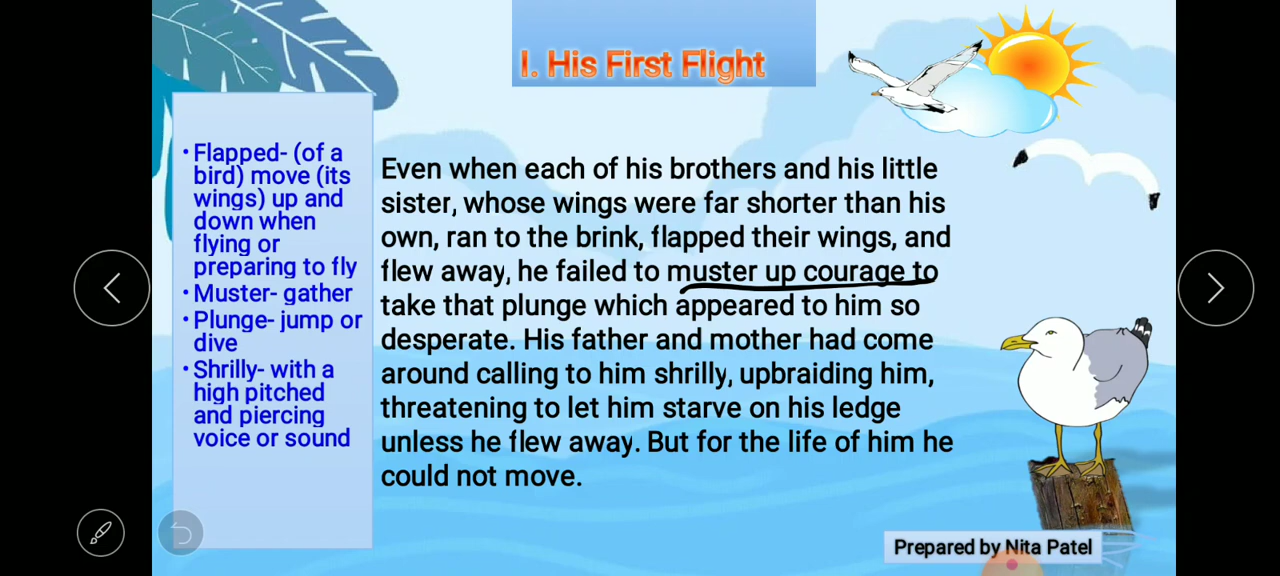 I. His First Flight
• Flapped- (of a
bird) move (its
wings) up and
down when
flying or
preparing to fly
• Muster- gather
• Plunge- jump or
dive
• Shrilly- with a
high pitched
and piercing
voice or sound
Even when each of his brothers and his little
sister, whose wings were far shorter than his
own, ran to the brink, flapped their wings, and
flew away, he failed to muster up courage to
take that plunge which appeared to him so
desperate. His father and mother had come
around calling to him shrilly, upbraiding him,
threatening to let him starve on his ledge
unless he flew away. But for the life of him he
could not move.
Prepared by Nita Patel